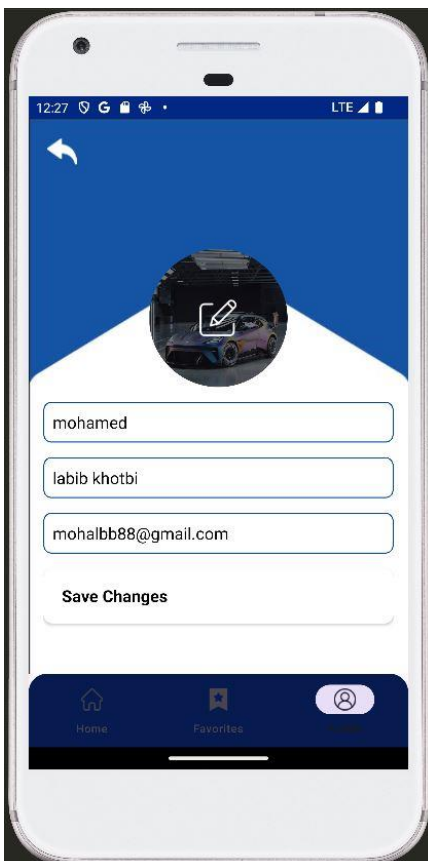 12:27 G
LTE
mohamed
labib khotbi
mohalbb88@gmail.com
Save Changes
Home
Favorites